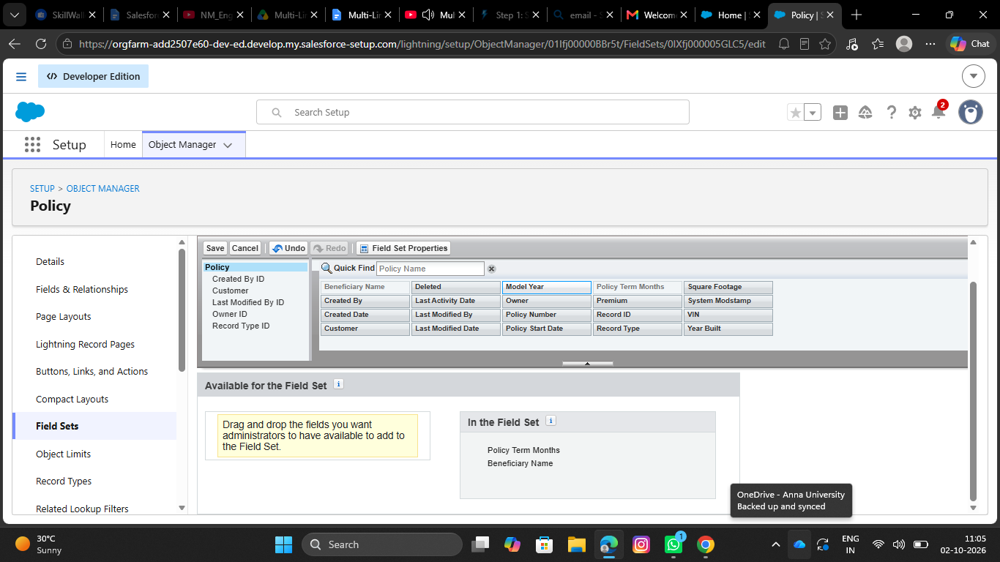 SkillWall
Salesfor
NM_Eng
Multi-Li
Multi-Lir
Mul
Step 1: S
email - S
Welcom
Home |
Policy |
https://orgfarm-add2507e60-dev-ed.develop.my.salesforce-setup.com/lightning/setup/ObjectManager/01Ifj00000BBr5t/FieldSets/0IXfj000005GLC5/edit
Chat
</> Developer Edition
Search Setup
2
Setup
Home
Object Manager
SETUP > OBJECT MANAGER
Policy
Details
Fields & Relationships
Page Layouts
Lightning Record Pages
Buttons, Links, and Actions
Compact Layouts
Field Sets
Object Limits
Record Types
Related Lookup Filters
Save Cancel Undo Redo Field Set Properties
Policy
Created By ID
Customer
Last Modified By ID
Owner ID
Record Type ID
Quick Find Policy Name
Beneficiary Name Deleted Model Year Policy Term Months Square Footage
Created By Last Activity Date Owner Premium System Modstamp
Created Date Last Modified By Policy Number Record ID VIN
Customer Last Modified Date Policy Start Date Record Type Year Built
Available for the Field Set
Drag and drop the fields you want
administrators to have available to add to
the Field Set.
In the Field Set
Policy Term Months
Beneficiary Name
OneDrive - Anna University
Backed up and synced
30°C
Sunny
Search
1
ENG
IN
11:05
02-10-2026